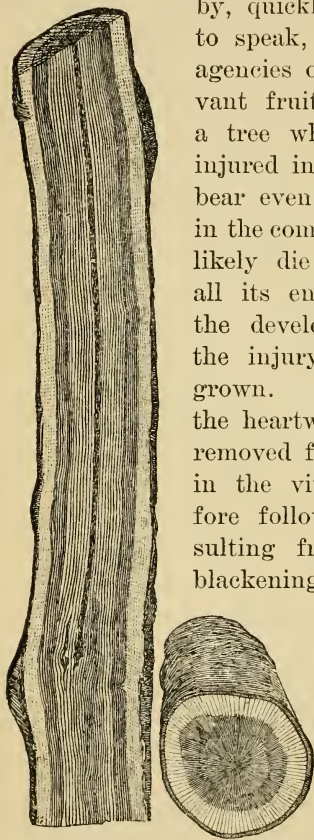 by, quickl
to speak,
agencies o
vant fruit
a tree wh
injured in
bear even
in the com
likely die
all its en
the develo
the injury
grown.
the heartw
removed f
in the vi
fore follo
sulting fr
blackening